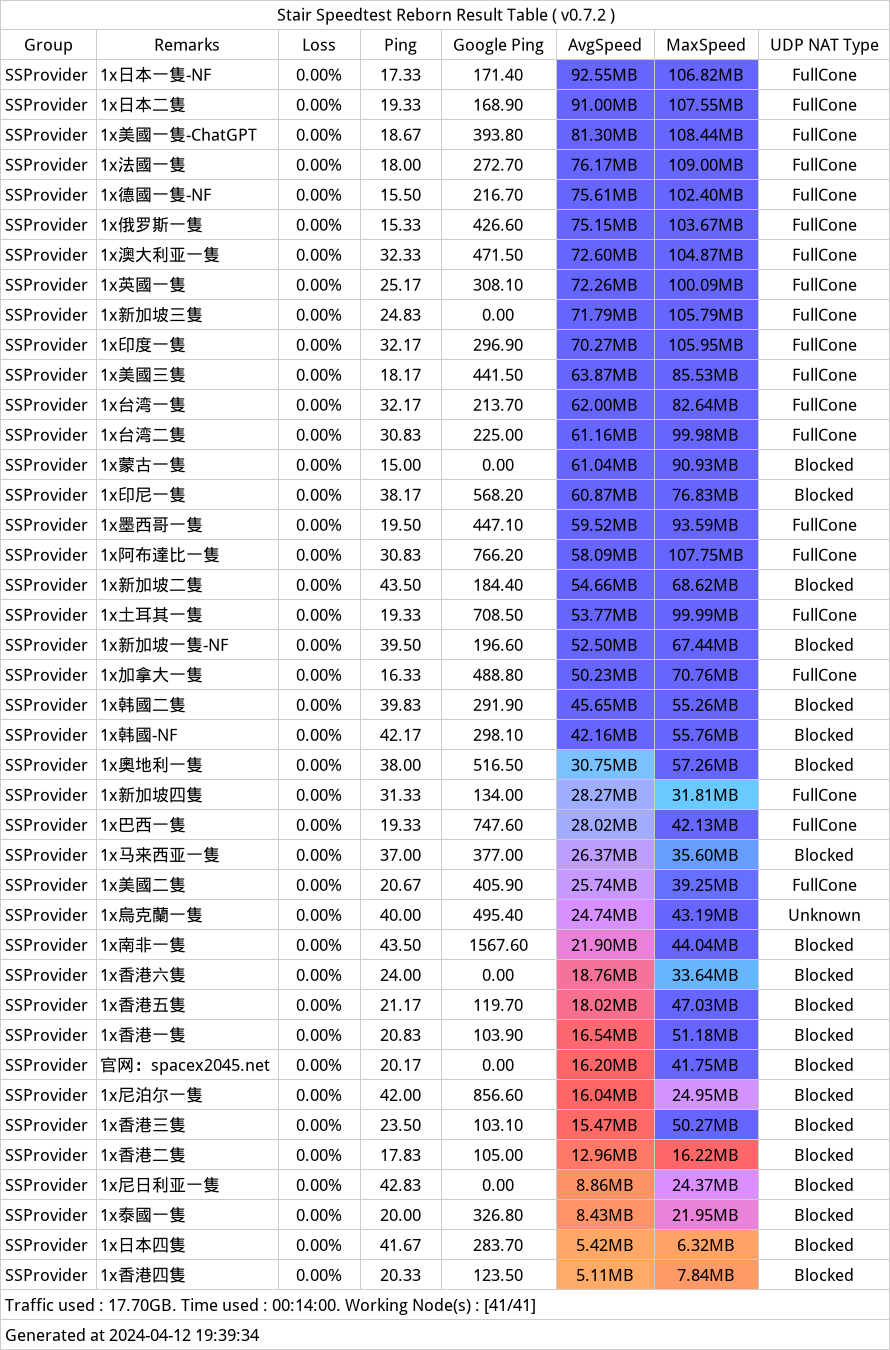 Stair Speedtest Reborn Result Table ( v0.7.2 )
Group Remarks Loss Ping Google Ping AvgSpeed MaxSpeed UDP NAT Type
SSProvider 1x日本一隻-NF 0.00% 17.33 171.40 92.55MB 106.82MB FullCone
SSProvider 1x日本二隻 0.00% 19.33 168.90 91.00MB 107.55MB FullCone
SSProvider 1x美國一隻-ChatGPT 0.00% 18.67 393.80 81.30MB 108.44MB FullCone
SSProvider 1x法國一隻 0.00% 18.00 272.70 76.17MB 109.00MB FullCone
SSProvider 1x德國一隻-NF 0.00% 15.50 216.70 75.61MB 102.40MB FullCone
SSProvider 1x俄罗斯一隻 0.00% 15.33 426.60 75.15MB 103.67MB FullCone
SSProvider 1x澳大利亚一隻 0.00% 32.33 471.50 72.60MB 104.87MB FullCone
SSProvider 1x英國一隻 0.00% 25.17 308.10 72.26MB 100.09MB FullCone
SSProvider 1x新加坡三隻 0.00% 24.83 0.00 71.79MB 105.79MB FullCone
SSProvider 1x印度一隻 0.00% 32.17 296.90 70.27MB 105.95MB FullCone
SSProvider 1x美國三隻 0.00% 18.17 441.50 63.87MB 85.53MB FullCone
SSProvider 1x台湾一隻 0.00% 32.17 213.70 62.00MB 82.64MB FullCone
SSProvider 1x台湾二隻 0.00% 30.83 225.00 61.16MB 99.98MB FullCone
SSProvider 1x蒙古一隻 0.00% 15.00 0.00 61.04MB 90.93MB Blocked
SSProvider 1x印尼一隻 0.00% 38.17 568.20 60.87MB 76.83MB Blocked
SSProvider 1x墨西哥一隻 0.00% 19.50 447.10 59.52MB 93.59MB FullCone
SSProvider 1x阿布達比一隻 0.00% 30.83 766.20 58.09MB 107.75MB FullCone
SSProvider 1x新加坡二隻 0.00% 43.50 184.40 54.66MB 68.62MB Blocked
SSProvider 1x土耳其一隻 0.00% 19.33 708.50 53.77MB 99.99MB FullCone
SSProvider 1x新加坡一隻-NF 0.00% 39.50 196.60 52.50MB 67.44MB Blocked
SSProvider 1x加拿大一隻 0.00% 16.33 488.80 50.23MB 70.76MB FullCone
SSProvider 1x韩國二隻 0.00% 39.83 291.90 45.65MB 55.26MB Blocked
SSProvider 1x韩國-NF 0.00% 42.17 298.10 42.16MB 55.76MB Blocked
SSProvider 1x奧地利一隻 0.00% 38.00 516.50 30.75MB 57.26MB Blocked
SSProvider 1x新加坡四隻 0.00% 31.33 134.00 28.27MB 31.81MB FullCone
SSProvider 1x巴西一隻 0.00% 19.33 747.60 28.02MB 42.13MB FullCone
SSProvider 1x马来西亚一隻 0.00% 37.00 377.00 26.37MB 35.60MB Blocked
SSProvider 1x美國二隻 0.00% 20.67 405.90 25.74MB 39.25MB FullCone
SSProvider 1x烏克蘭一隻 0.00% 40.00 495.40 24.74MB 43.19MB Unknown
SSProvider 1x南非一隻 0.00% 43.50 1567.60 21.90MB 44.04MB Blocked
SSProvider 1x香港六隻 0.00% 24.00 0.00 18.76MB 33.64MB Blocked
SSProvider 1x香港五隻 0.00% 21.17 119.70 18.02MB 47.03MB Blocked
SSProvider 1x香港一隻 0.00% 20.83 103.90 16.54MB 51.18MB Blocked
SSProvider 官网：spacex2045.net 0.00% 20.17 0.00 16.20MB 41.75MB Blocked
SSProvider 1x尼泊尔一隻 0.00% 42.00 856.60 16.04MB 24.95MB Blocked
SSProvider 1x香港三隻 0.00% 23.50 103.10 15.47MB 50.27MB Blocked
SSProvider 1x香港二隻 0.00% 17.83 105.00 12.96MB 16.22MB Blocked
SSProvider 1x尼日利亚一隻 0.00% 42.83 0.00 8.86MB 24.37MB Blocked
SSProvider 1x泰國一隻 0.00% 20.00 326.80 8.43MB 21.95MB Blocked
SSProvider 1x日本四隻 0.00% 41.67 283.70 5.42MB 6.32MB Blocked
SSProvider 1x香港四隻 0.00% 20.33 123.50 5.11MB 7.84MB Blocked
Traffic used : 17.70GB. Time used : 00:14:00. Working Node(s) : [41/41]
Generated at 2024-04-12 19:39:34